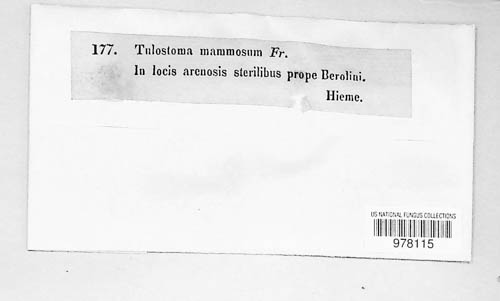 177. Tulostoma mammosum Fr.
In locis arenosis sterilibus prope Berolini.
Hieme.
US NATIONAL FUNGUS COLLECTIONS
978115